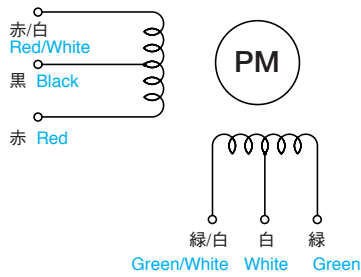 赤/白
Red/White
黒 Black
赤 Red
PM
緑/白 白 緑
Green/White White Green